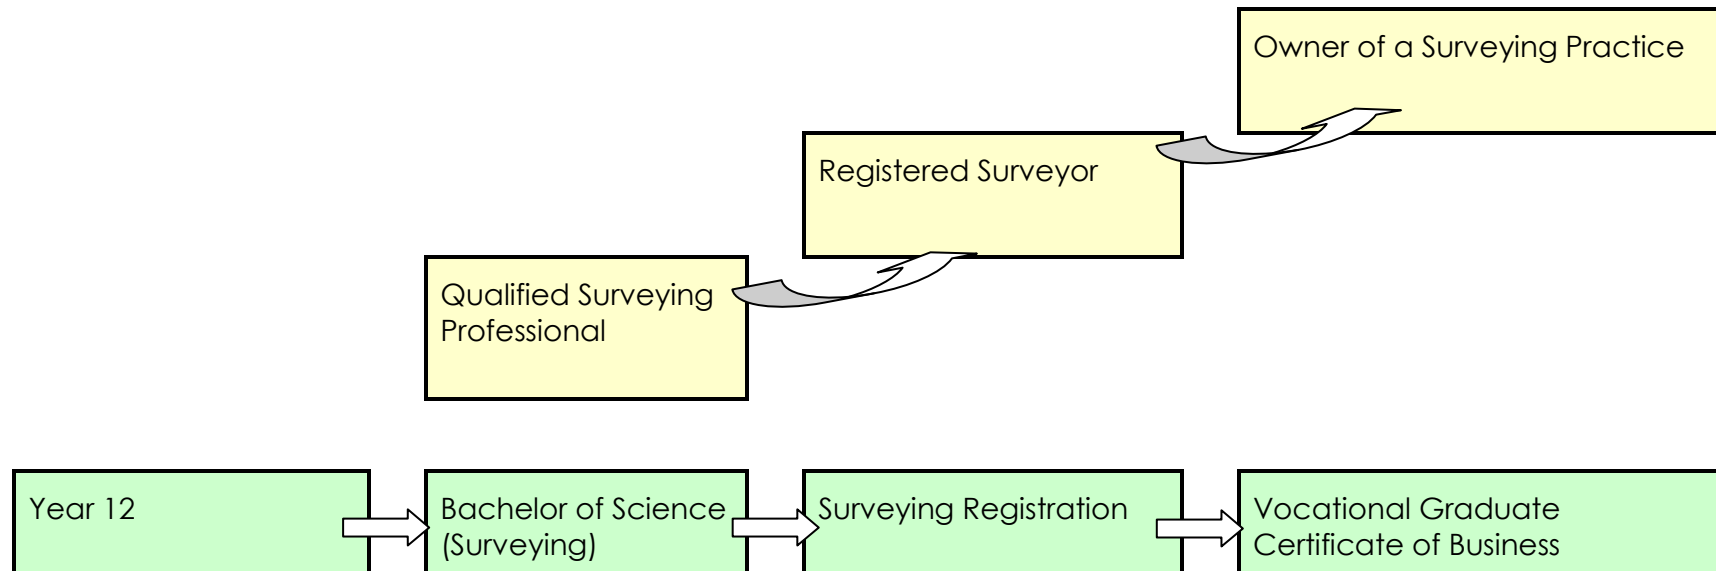 Owner of a Surveying Practice
Registered Surveyor
Qualified Surveying
Professional
Year 12
Bachelor of Science
(Surveying)
Surveying Registration
Vocational Graduate
Certificate of Business